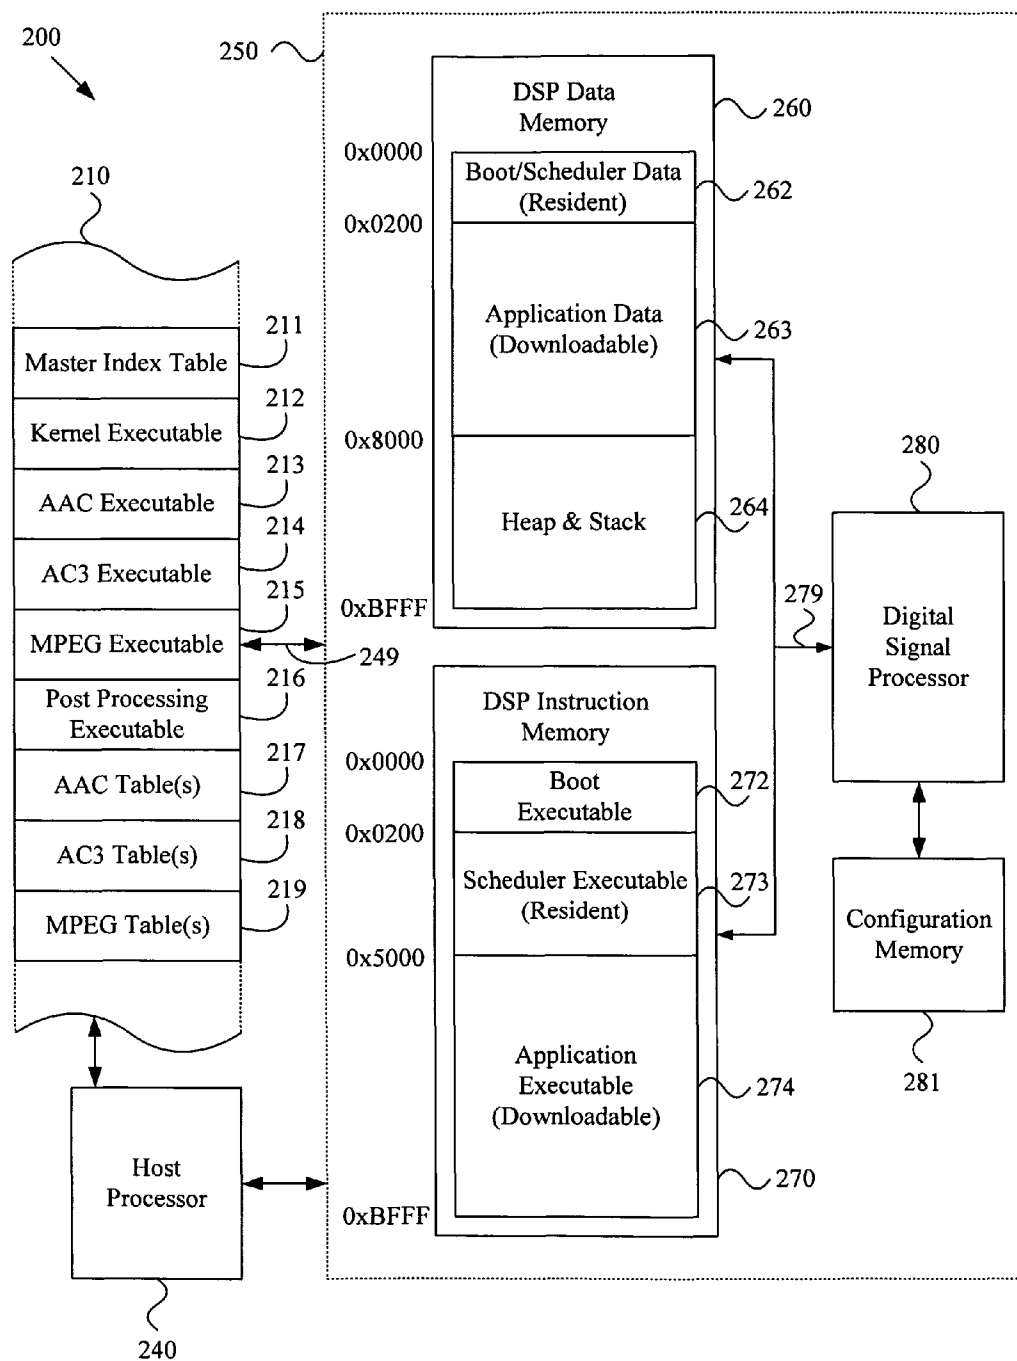 200
250
210
DSP Data
Memory
260
0x0000
Boot/Scheduler Data
(Resident)
262
0x0200
Application Data
(Downloadable)
263
0x8000
Heap & Stack
264
0xBFFF
Master Index Table
211
Kernel Executable
212
AAC Executable
213
AC3 Executable
214
MPEG Executable
215
249
Post Processing
Executable
216
AAC Table(s)
217
AC3 Table(s)
218
MPEG Table(s)
219
DSP Instruction
Memory
0x0000
Boot
Executable
272
0x0200
Scheduler Executable
(Resident)
273
0x5000
Application
Executable
(Downloadable)
274
270
0xBFFF
280
279
Digital
Signal
Processor
Configuration
Memory
281
Host
Processor
240